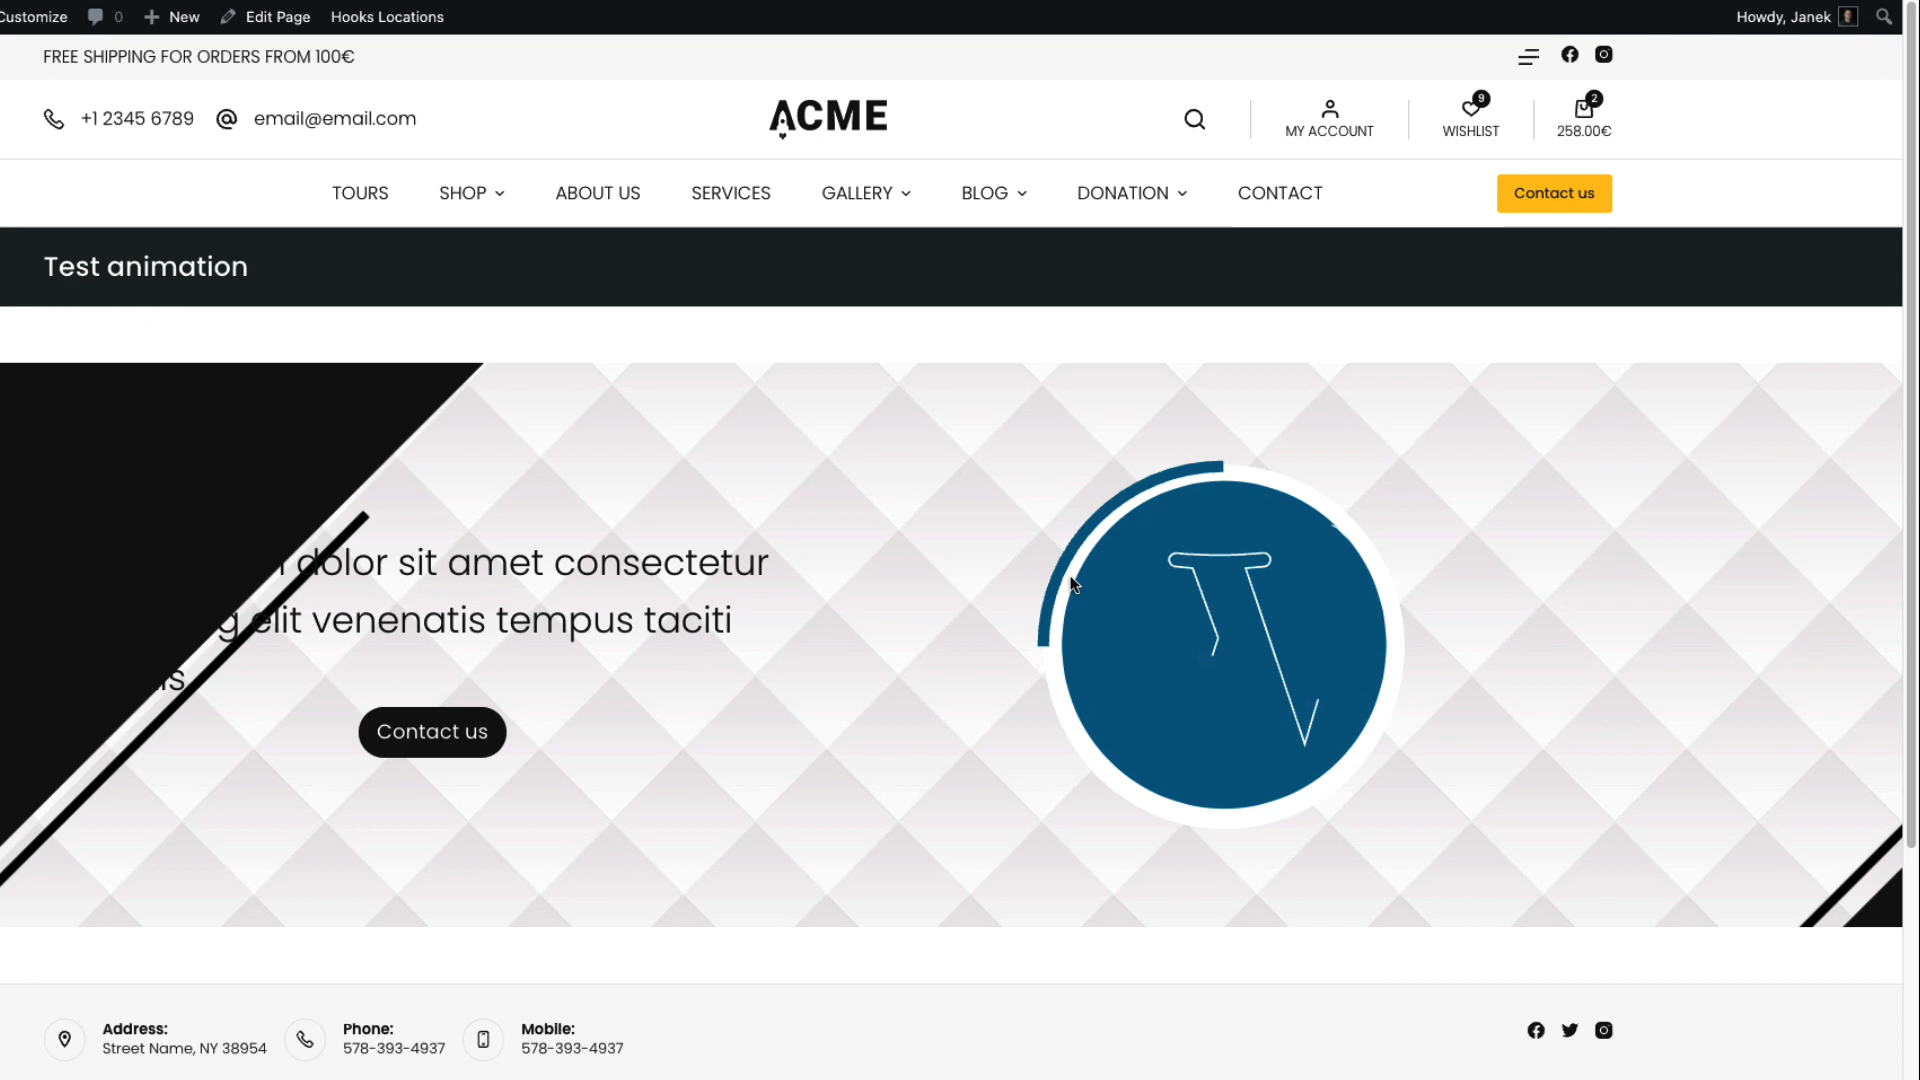 Customize 0 New Edit Page Hooks Locations Howdy, Janek
FREE SHIPPING FOR ORDERS FROM 100€
+1 2345 6789 email@email.com
ACME
MY ACCOUNT
9
WISHLIST
2
258.00€
TOURS SHOP ABOUT US SERVICES GALLERY BLOG DONATION CONTACT
Contact us
Test animation
dolor sit amet consectetur
elit venenatis tempus taciti
Contact us
Address:
Street Name, NY 38954
Phone:
578-393-4937
Mobile:
578-393-4937